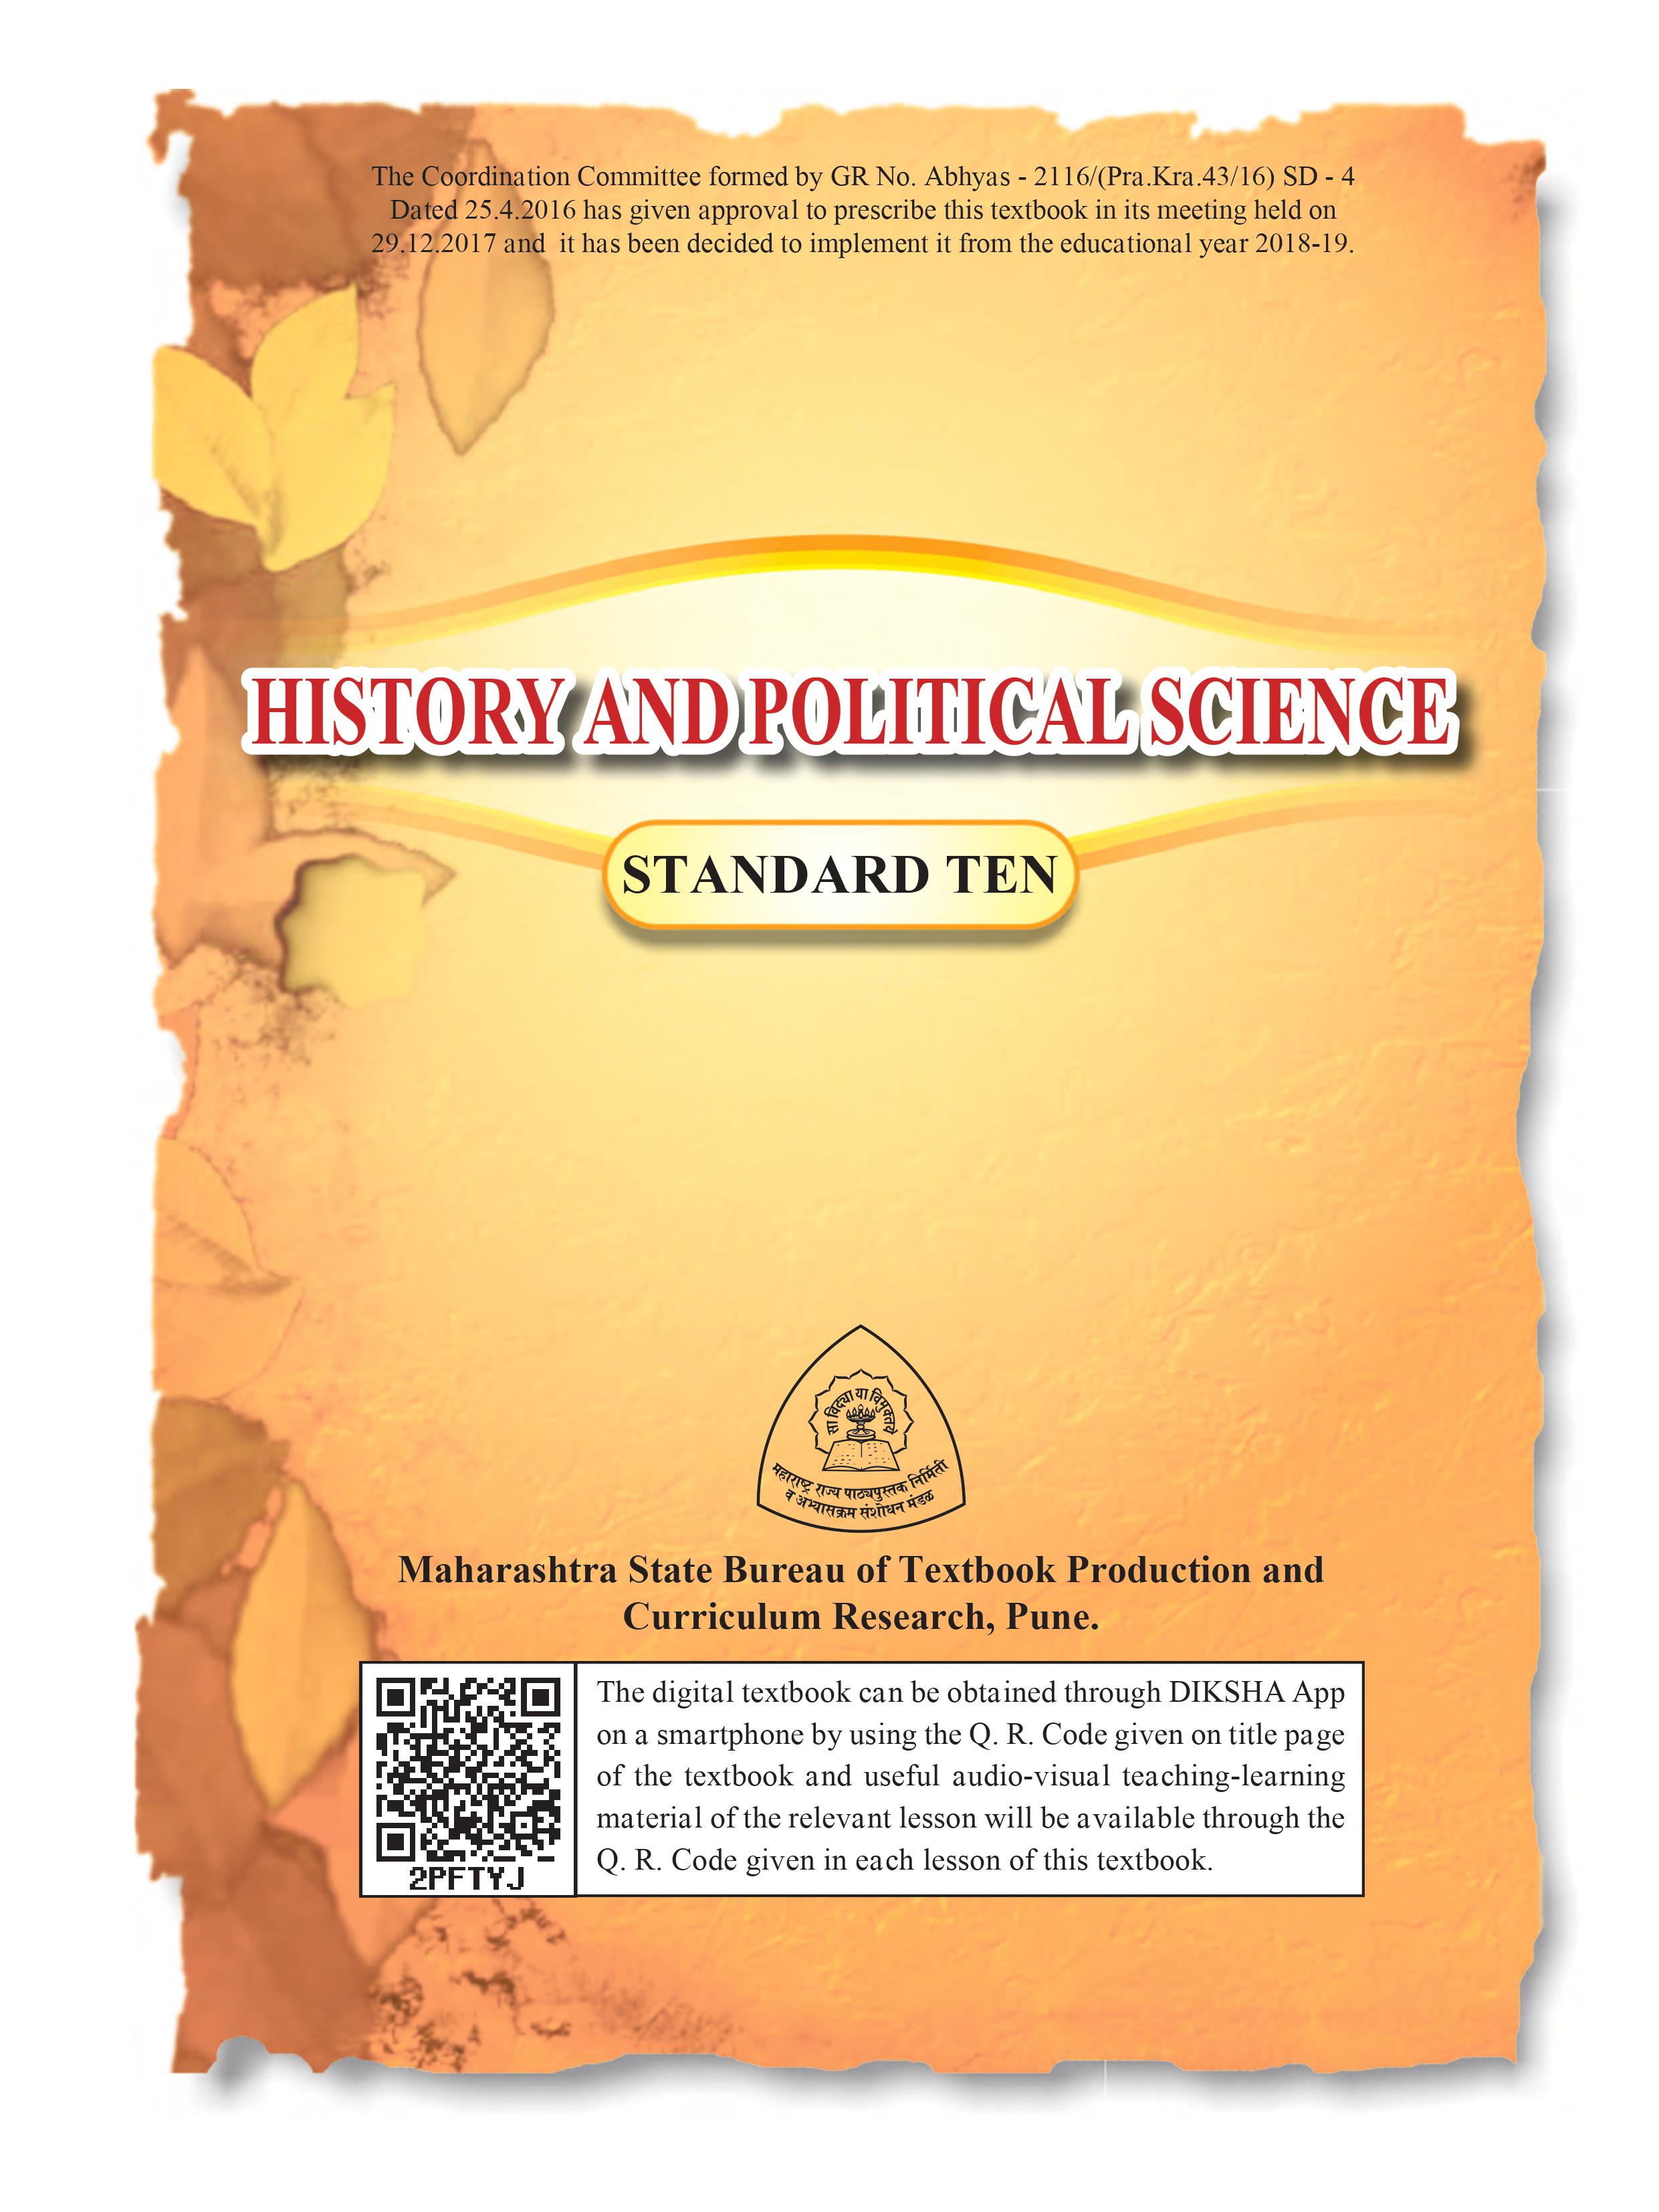 The Coordination Committee formed by GR No. Abhyas - 2116/(Pra.Kra.43/16) SD - 4
Dated 25.4.2016 has given approval to prescribe this textbook in its meeting held on
29.12.2017 and it has been decided to implement it from the educational year 2018-19.
HISTORY AND POLITICAL SCIENCE
STANDARD TEN
सा विद्या या विमुक्तये
महाराष्ट्र राज्य पाठ्यपुस्तक निर्मिती
व अभ्यासक्रम संशोधन मंडळ
Maharashtra State Bureau of Textbook Production and
Curriculum Research, Pune.
2PFTYJ
The digital textbook can be obtained through DIKSHA App
on a smartphone by using the Q. R. Code given on title page
of the textbook and useful audio-visual teaching-learning
material of the relevant lesson will be available through the
Q. R. Code given in each lesson of this textbook.